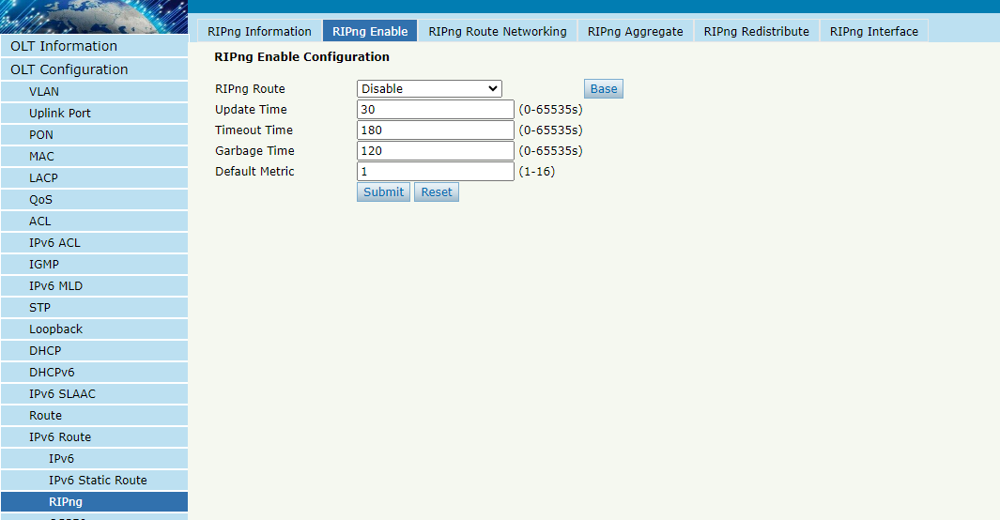 RIPng Information RIPng Enable RIPng Route Networking RIPng Aggregate RIPng Redistribute RIPng Interface
OLT Information
OLT Configuration
VLAN
Uplink Port
PON
MAC
LACP
QoS
ACL
IPv6 ACL
IGMP
IPv6 MLD
STP
Loopback
DHCP
DHCPv6
IPv6 SLAAC
Route
IPv6 Route
IPv6
IPv6 Static Route
RIPng
RIPng Enable Configuration
RIPng Route Disable Base
Update Time 30 (0-65535s)
Timeout Time 180 (0-65535s)
Garbage Time 120 (0-65535s)
Default Metric 1 (1-16)
Submit Reset